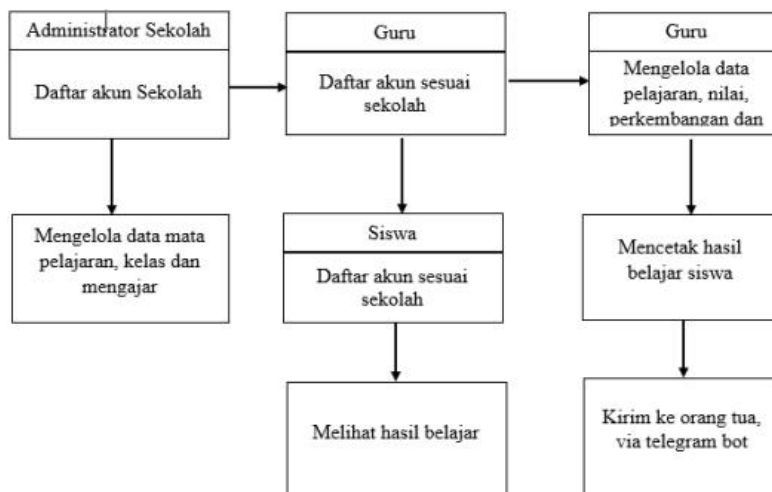 Administrator Sekolah
Daftar akun Sekolah
Guru
Daftar akun sesuai
sekolah
Guru
Mengelola data
pelajaran, nilai,
perkembangan dan
Mengelola data mata
pelajaran, kelas dan
mengajar
Siswa
Daftar akun sesuai
sekolah
Mencetak hasil
belajar siswa
Melihat hasil belajar
Kirim ke orang tua,
via telegram bot